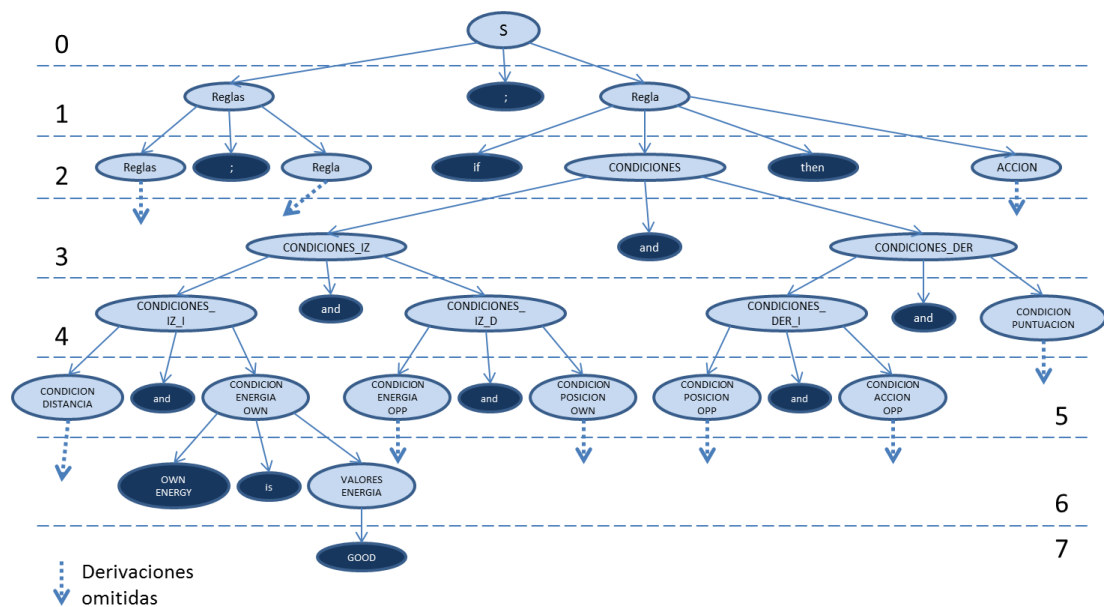 S
0
Reglas
;
Regla
1
Reglas
;
Regla
if
CONDICIONES
then
ACCION
2
CONDICIONES_IZ
and
CONDICIONES_DER
3
CONDICIONES_
IZ_I
and
CONDICIONES_
IZ_D
CONDICIONES_
DER_I
and
CONDICION
PUNTUACION
4
CONDICION
DISTANCIA
and
CONDICION
ENERGIA
OWN
CONDICION
ENERGIA
OPP
and
CONDICION
POSICION
OWN
CONDICION
POSICION
OPP
and
CONDICION
ACCION
OPP
5
OWN
ENERGY
is
VALORES
ENERGIA
6
GOOD
7
Derivaciones
omitidas